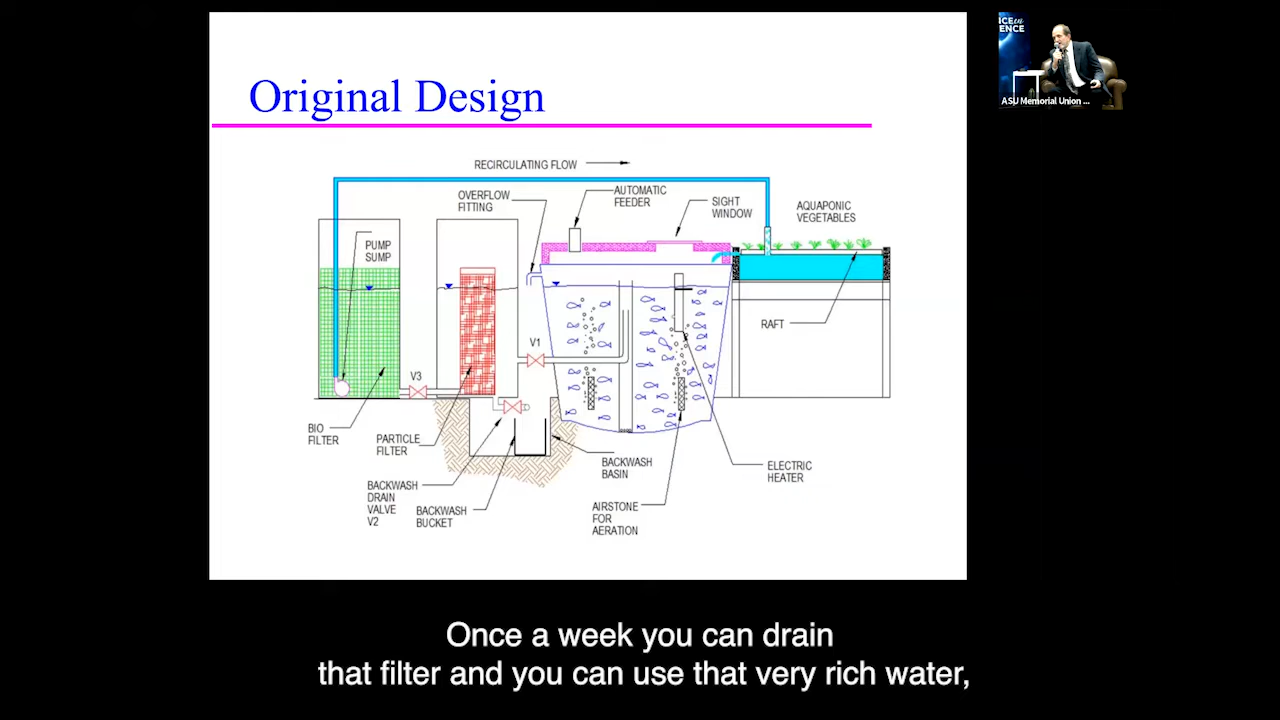 Original Design
RECIRCULATING FLOW
OVERFLOW
FITTING
AUTOMATIC
FEEDER
SIGHT
WINDOW
AQUAPONIC
VEGETABLES
PUMP
SUMP
RAFT
V1
V3
BIO
FILTER
PARTICLE
FILTER
BACKWASH
BASIN
ELECTRIC
HEATER
BACKWASH
DRAIN
VALVE
V2
BACKWASH
BUCKET
AIRSTONE
FOR
AERATION
ICE in
ENCE
ASU Memorial Union ...
Once a week you can drain
that filter and you can use that very rich water,